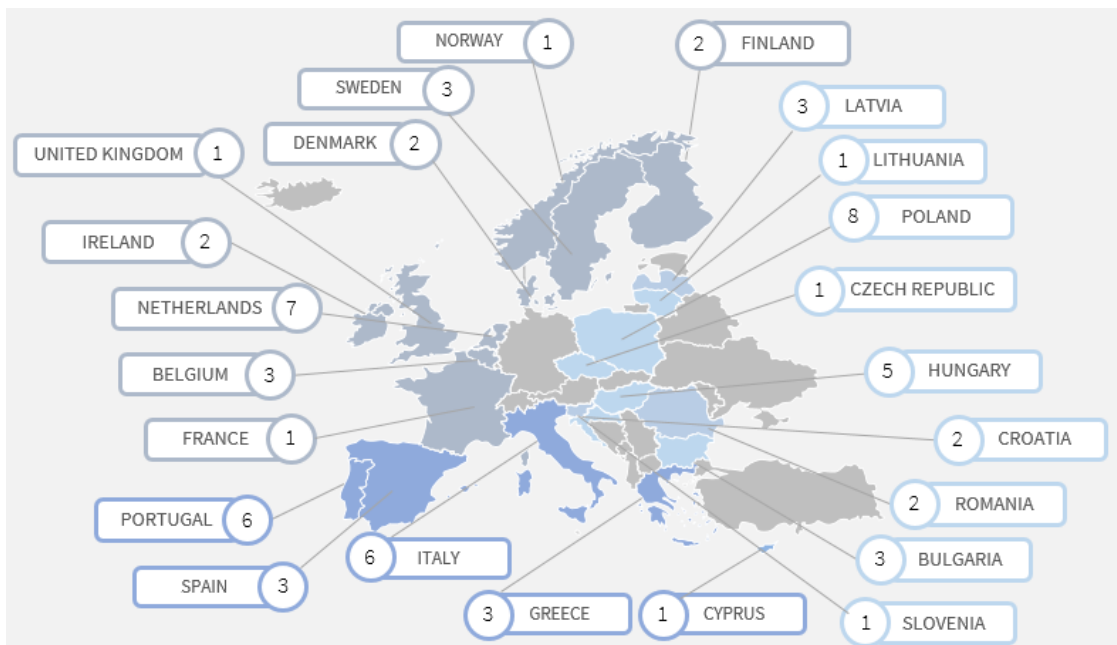 NORWAY 1
2 FINLAND
SWEDEN 3
3 LATVIA
DENMARK 2
UNITED KINGDOM 1
1 LITHUANIA
8 POLAND
IRELAND 2
1 CZECH REPUBLIC
NETHERLANDS 7
BELGIUM 3
5 HUNGARY
FRANCE 1
2 CROATIA
2 ROMANIA
PORTUGAL 6
6 ITALY
3 BULGARIA
SPAIN 3
3 GREECE
1 CYPRUS
1 SLOVENIA